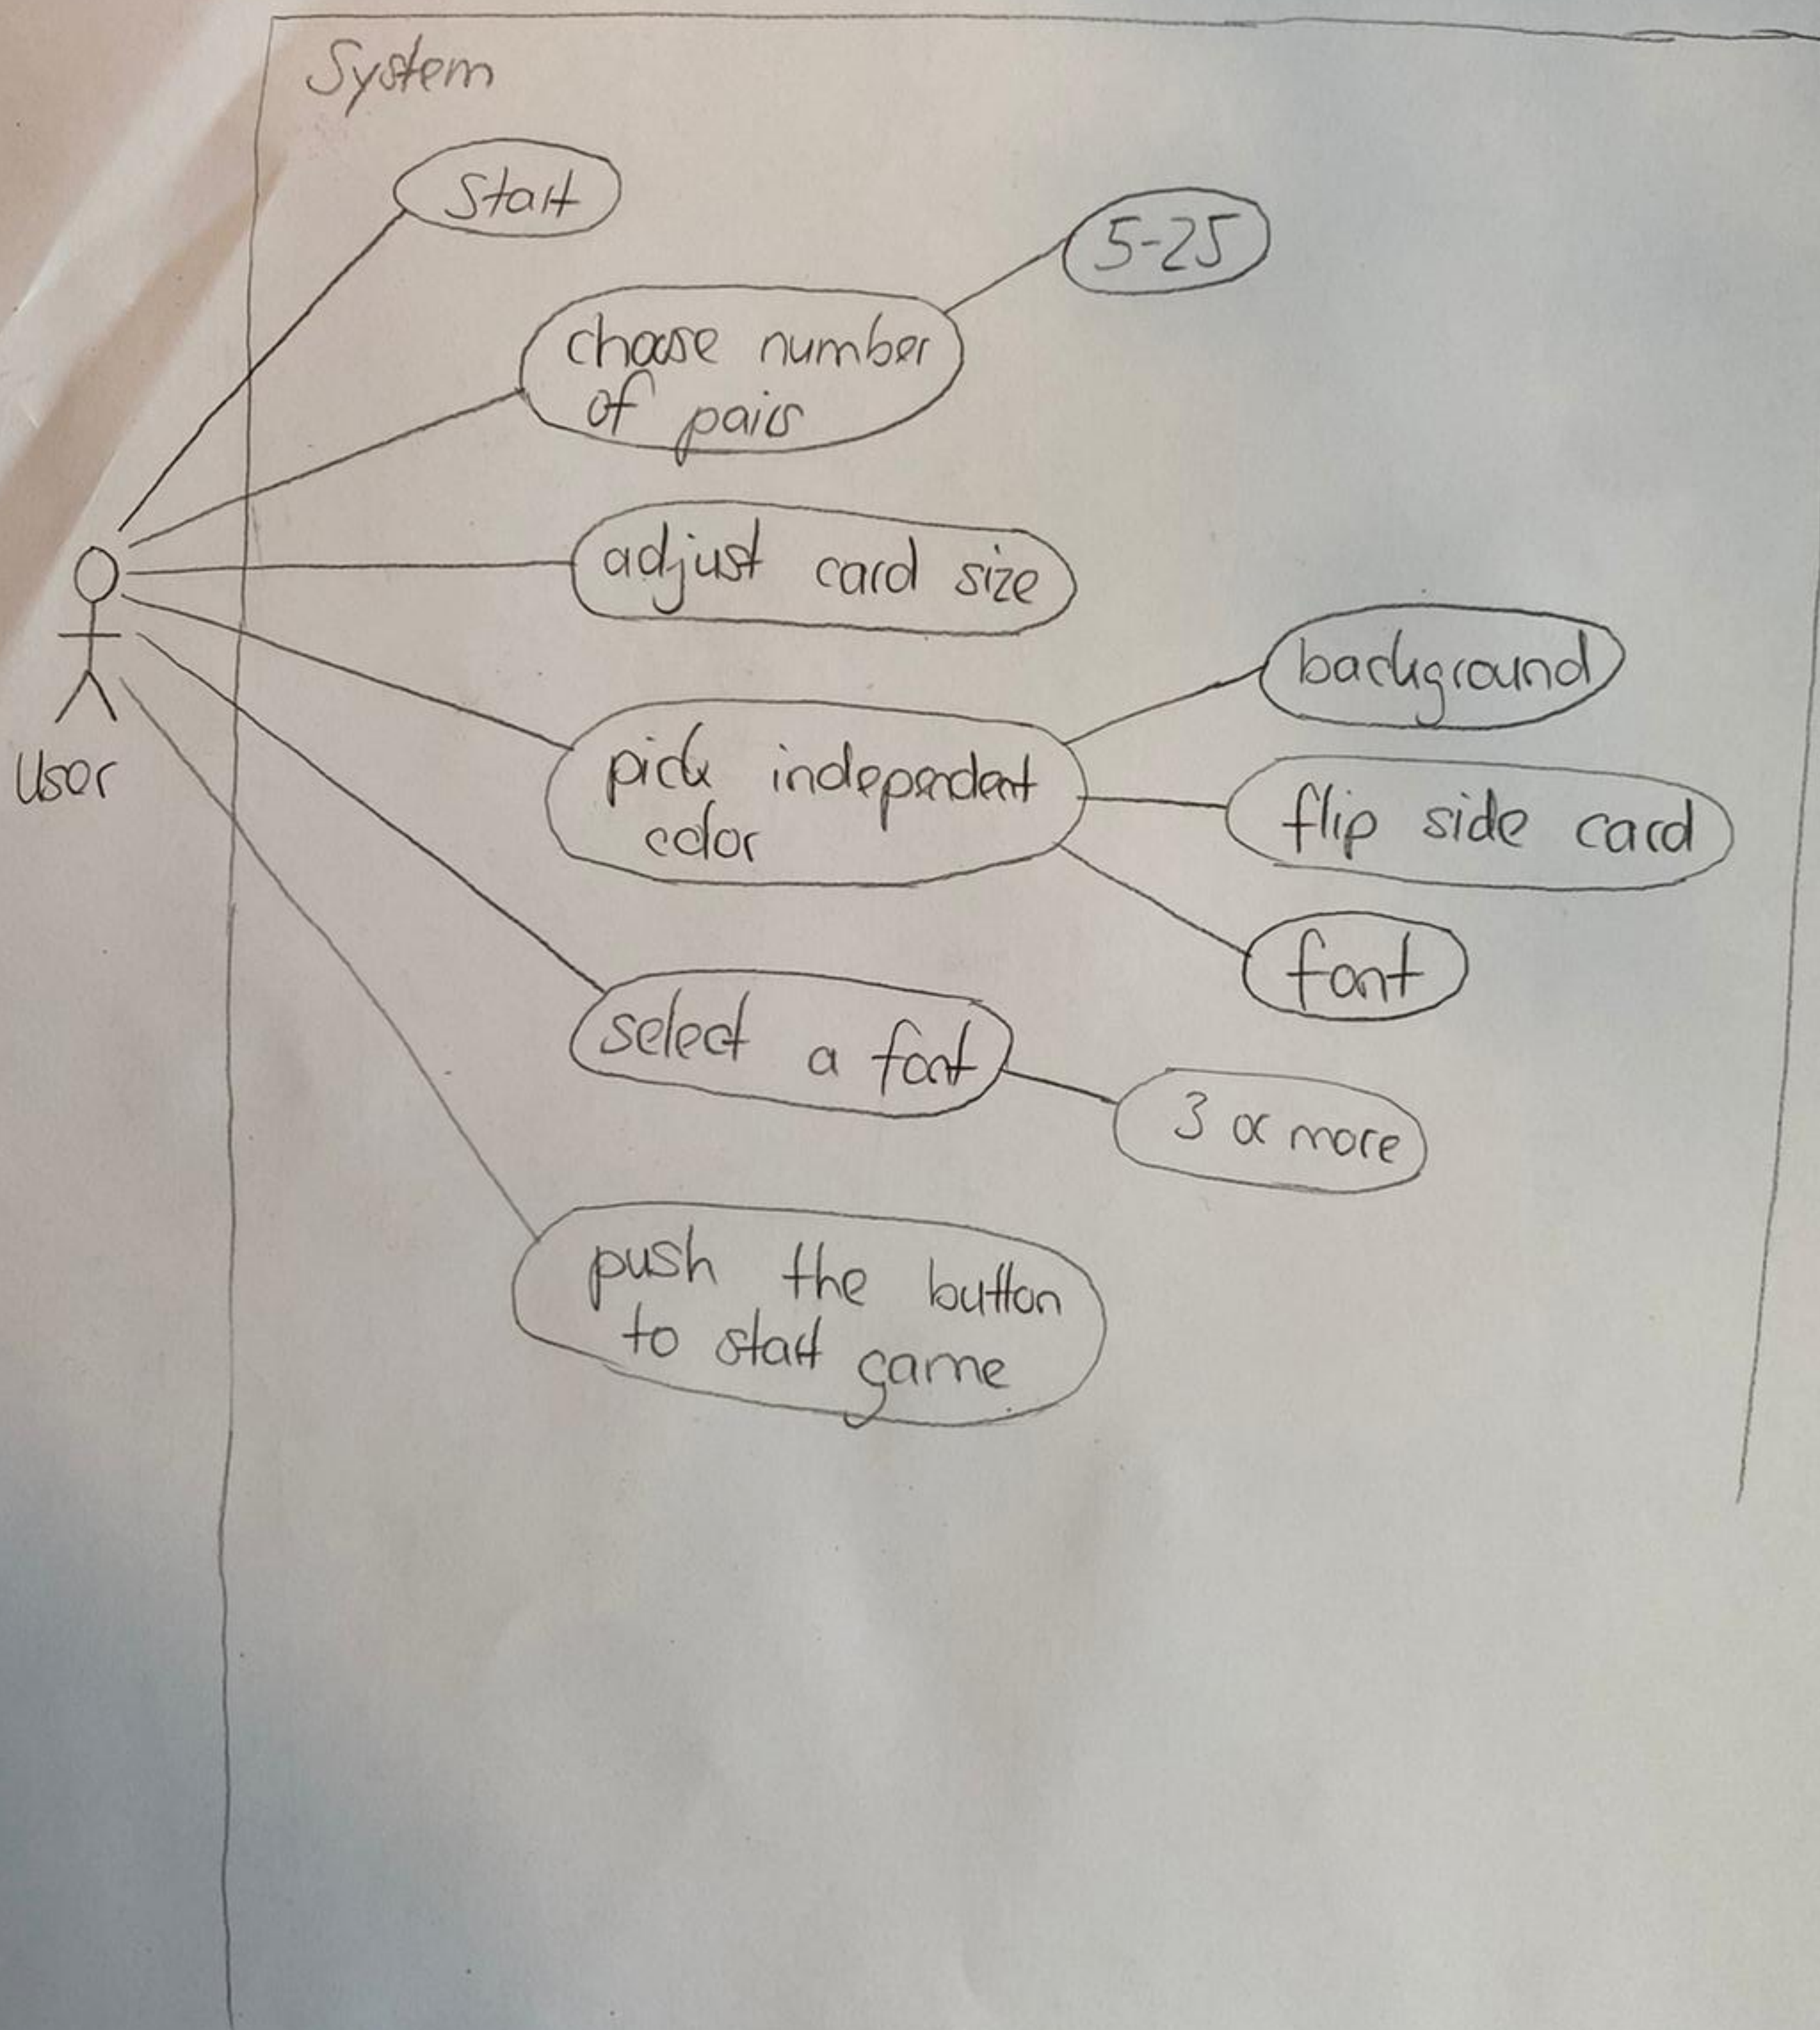 System
Start
5-25
choose number
of pairs
adjust card size
User
background
pick independent
color
flip side card
font
select a font
3 or more
push the button
to start game